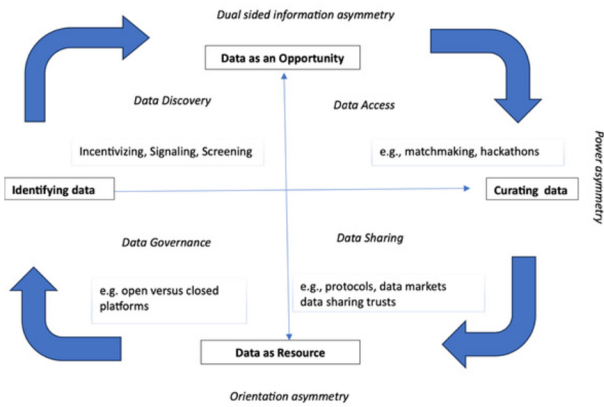 Dual sided information asymmetry
Data as an Opportunity
Data Discovery
Data Access
Incentivizing, Signaling, Screening
e.g., matchmaking, hackathons
Power asymmetry
Identifying data
Curating data
Data Governance
Data Sharing
e.g. open versus closed
platforms
e.g., protocols, data markets
data sharing trusts
Data as Resource
Orientation asymmetry